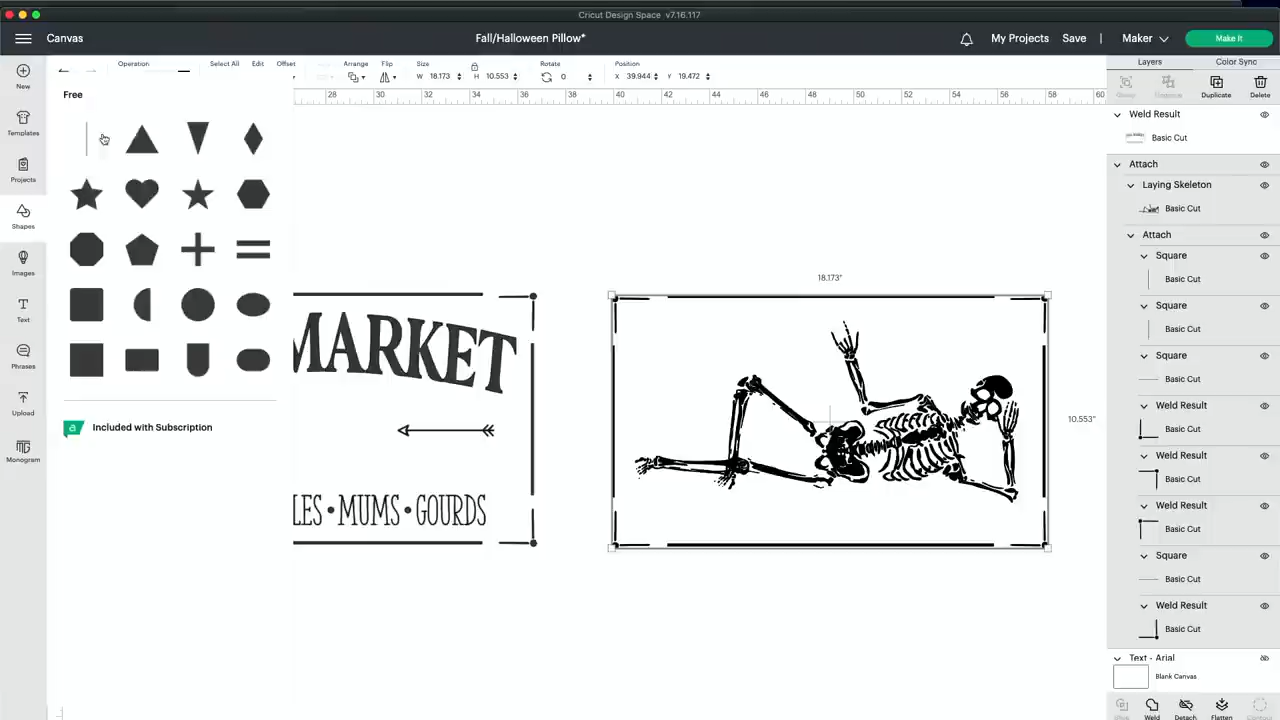 Cricut Design Space v7.16.117
Canvas
Fall/Halloween Pillow*
My Projects
Save
|
Maker
Make It
Operation
Select All
Edit
Offset
Arrange
Flip
Size
W 18.173
H 10.553
Rotate
0
Position
X 39.944
Y 19.472
Layers
Color Sync
New
Templates
Projects
Shapes
Images
Text
Phrases
Upload
Monogram
Free
Included with Subscription
28 30 32 34 36 38 40 42 44 46 48 50 52 54 56 58 60
18.173"
10.553"
MARKET
LES • MUMS • GOURDS
Duplicate
Delete
Weld Result
Basic Cut
Attach
Laying Skeleton
Basic Cut
Attach
Square
Basic Cut
Square
Basic Cut
Square
Basic Cut
Weld Result
Basic Cut
Weld Result
Basic Cut
Weld Result
Basic Cut
Square
Basic Cut
Weld Result
Basic Cut
Text - Arial
Blank Canvas
Weld
Detach
Flatten